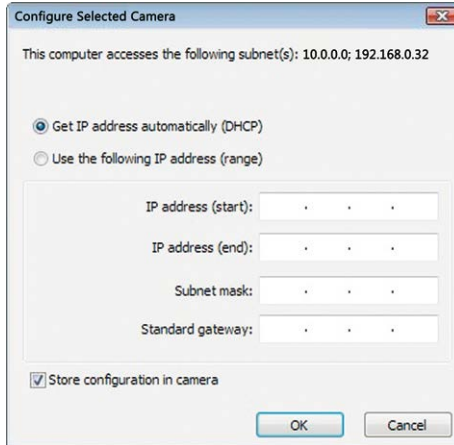 Configure Selected Camera
This computer accesses the following subnet(s): 10.0.0.0; 192.168.0.32
Get IP address automatically (DHCP)
Use the following IP address (range)
IP address (start): . . .
IP address (end): . . .
Subnet mask: . . .
Standard gateway: . . .
Store configuration in camera
OK Cancel